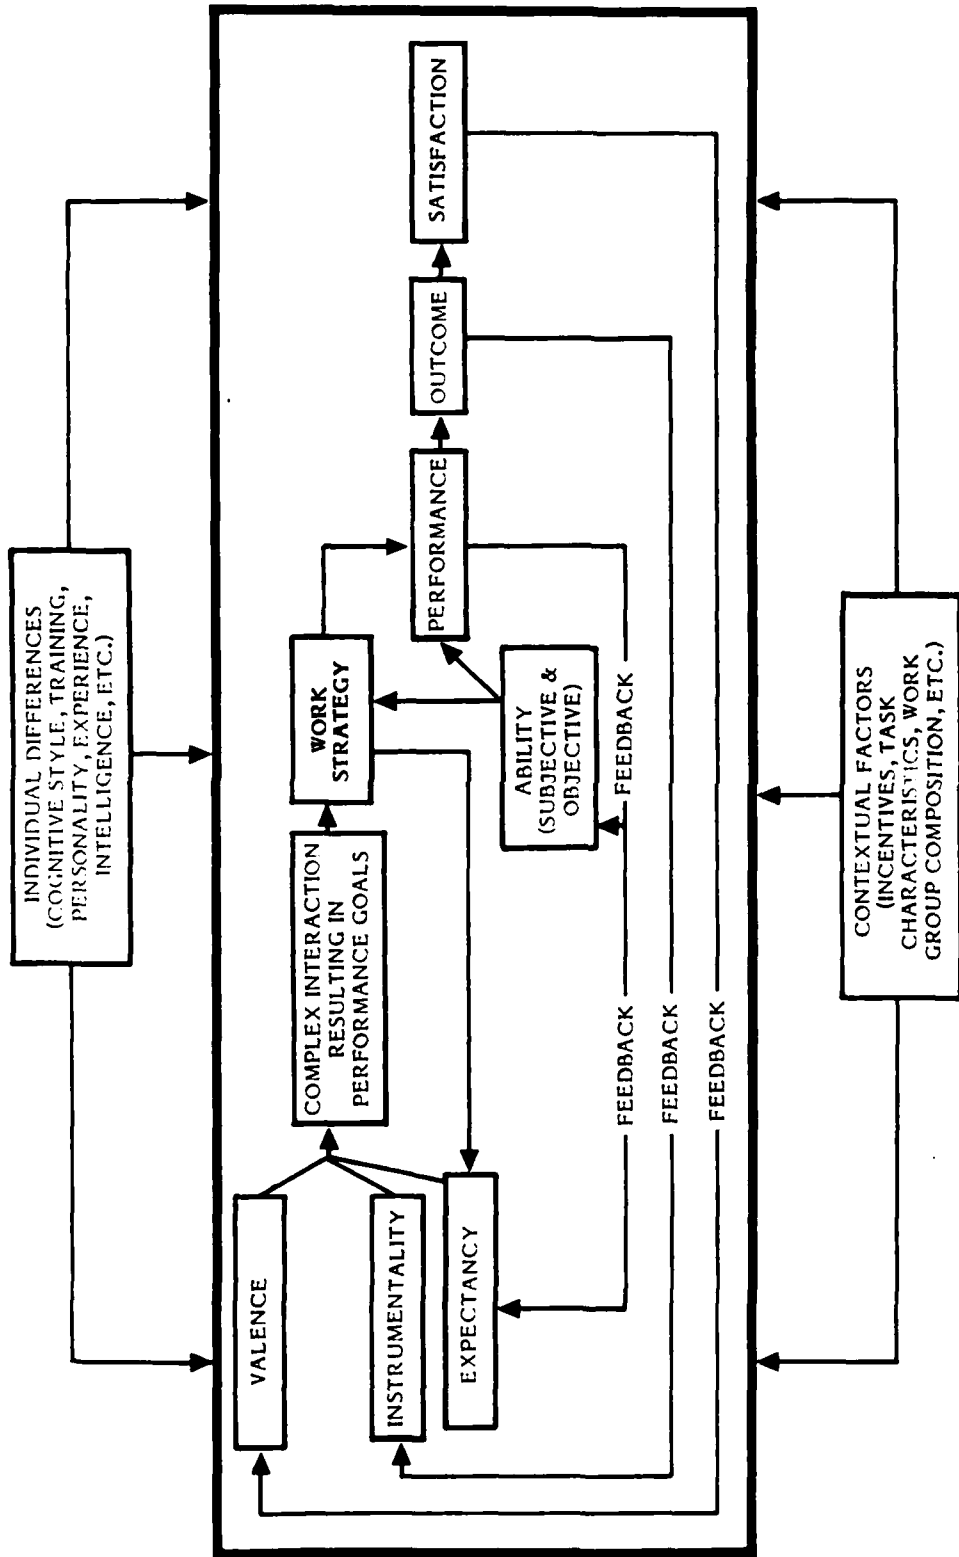 INDIVIDUAL DIFFERENCES
(COGNITIVE STYLE, TRAINING,
PERSONALITY, EXPERIENCE,
INTELLIGENCE, ETC.)
VALENCE
INSTRUMENTALITY
EXPECTANCY
COMPLEX INTERACTION
RESULTING IN
PERFORMANCE GOALS
WORK
STRATEGY
ABILITY
(SUBJECTIVE &
OBJECTIVE)
PERFORMANCE
OUTCOME
SATISFACTION
FEEDBACK
FEEDBACK
FEEDBACK
FEEDBACK
CONTEXTUAL FACTORS
(INCENTIVES, TASK
CHARACTERISTICS, WORK
GROUP COMPOSITION, ETC.)